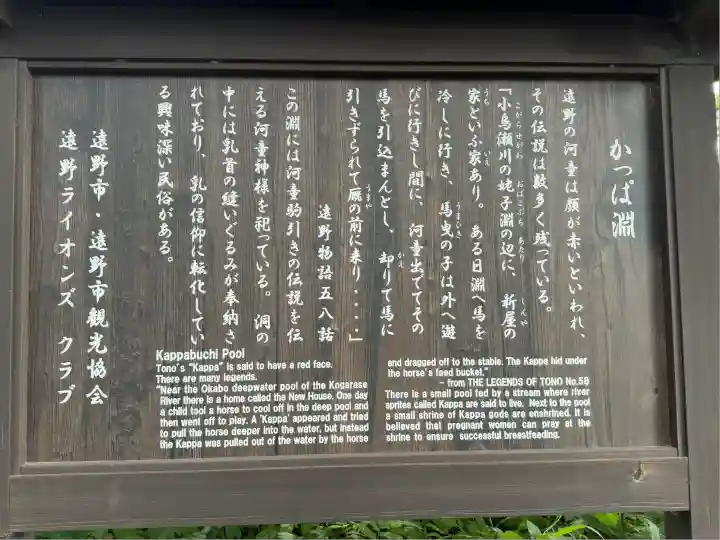 かっぱ淵
遠野の河童は顔が赤いといわれ、
その伝説は数多く残っている。
「小烏瀬川の姥子淵の辺に、新屋の
家といふ家あり。ある日淵へ馬を
冷しに行き、馬曳の子は外へ遊
びに行きし間に、河童出でてその
馬を引込まんとし、却りて馬に
引きずられて厩の前に来り・・・・」
遠野物語五八話
この淵には河童駒引きの伝説を伝
える河童神様を祀っている。洞の
中には乳首の縫いぐるみが奉納さ
れており、乳の信仰に転化してい
る興味深い民俗がある。
遠野市・遠野市観光協会
遠野ライオンズ クラブ
Kappabuchi Pool
Tono's "Kappa" is said to have a red face.
There are many legends.
"Near the Okabo deepwater pool of the Kogarase
River there is a home called the New House. One day
a child tool a horse to cool off in the deep pool and
then went off to play. A 'Kappa' appeared and tried
to pull the horse deeper into the water, but instead
the Kappa was pulled out of the water by the horse
and dragged off to the stable. The Kappa hid under
the horse's feed bucket."
– from THE LEGENDS OF TONO No.58
There is a small pool fed by a stream where river
sprites called Kappa are said to live. Next to the pool
a small shrine of Kappa gods are enshrined. It is
believed that pregnant women can pray at the
shrine to ensure successful breastfeeding.